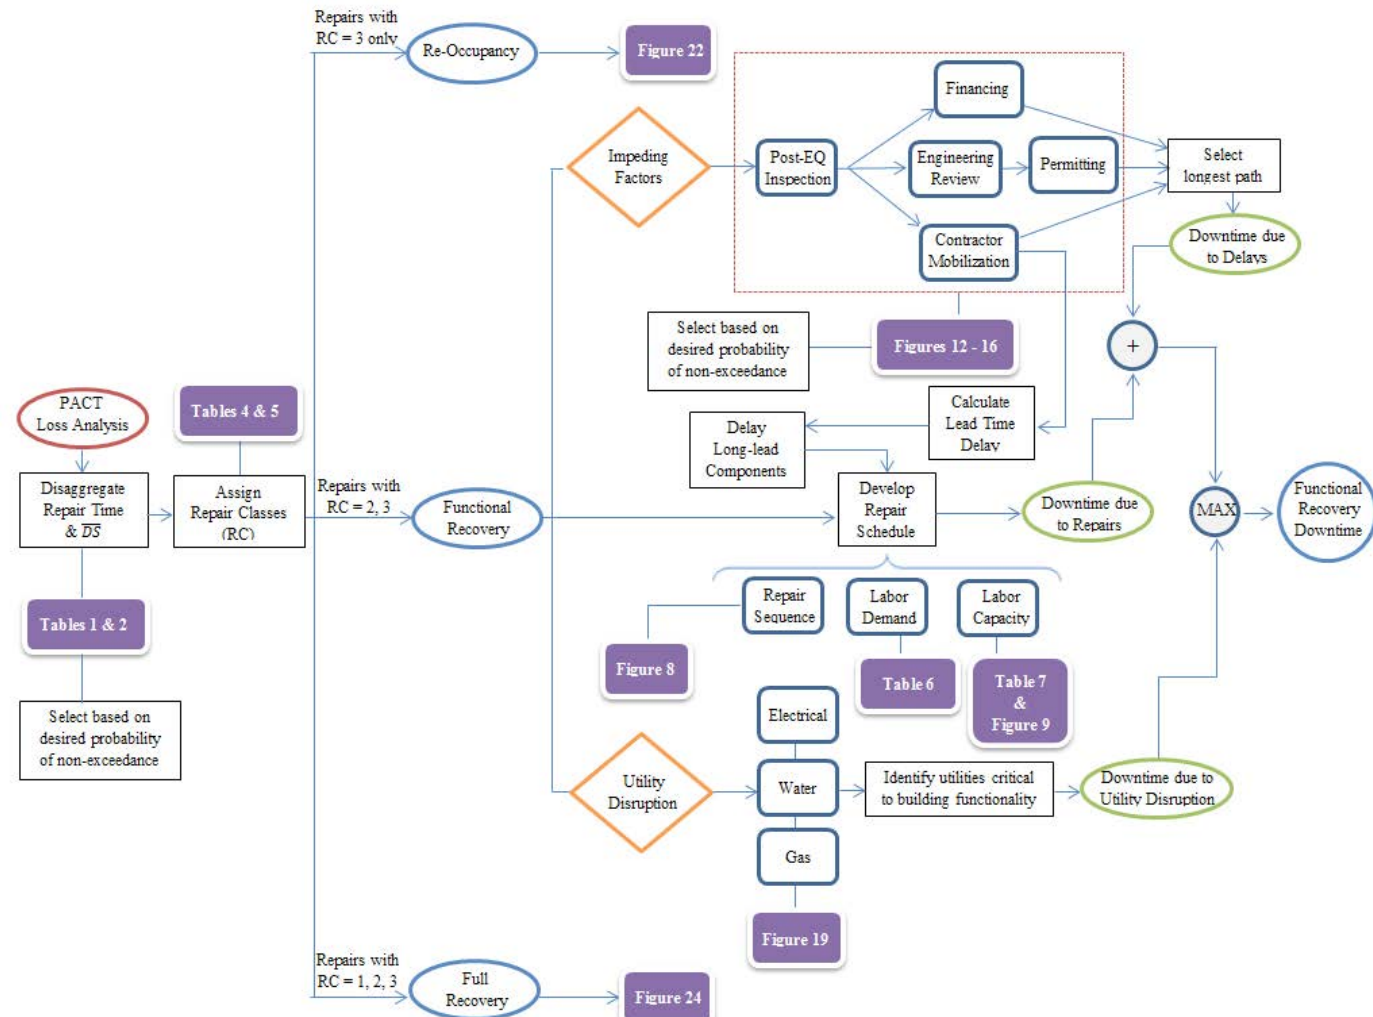 Repairs with
RC = 3 only
Re-Occupancy
Figure 22
Impeding
Factors
Post-EQ
Inspection
Financing
Engineering
Review
Permitting
Contractor
Mobilization
Select
longest path
Downtime due
to Delays
+
Select based on
desired probability
of non-exceedance
Figures 12 - 16
Calculate
Lead Time
Delay
Delay
Long-lead
Components
PACT
Loss Analysis
Tables 4 & 5
Disaggregate
Repair Time
& D̅S̅
Assign
Repair Classes
(RC)
Repairs with
RC = 2, 3
Functional
Recovery
Develop
Repair
Schedule
Downtime due
to Repairs
MAX
Functional
Recovery
Downtime
Tables 1 & 2
Select based on
desired probability
of non-exceedance
Repair
Sequence
Labor
Demand
Labor
Capacity
Figure 8
Table 6
Table 7
&
Figure 9
Utility
Disruption
Electrical
Water
Gas
Figure 19
Identify utilities critical
to building functionality
Downtime due to
Utility Disruption
Repairs with
RC = 1, 2, 3
Full
Recovery
Figure 24